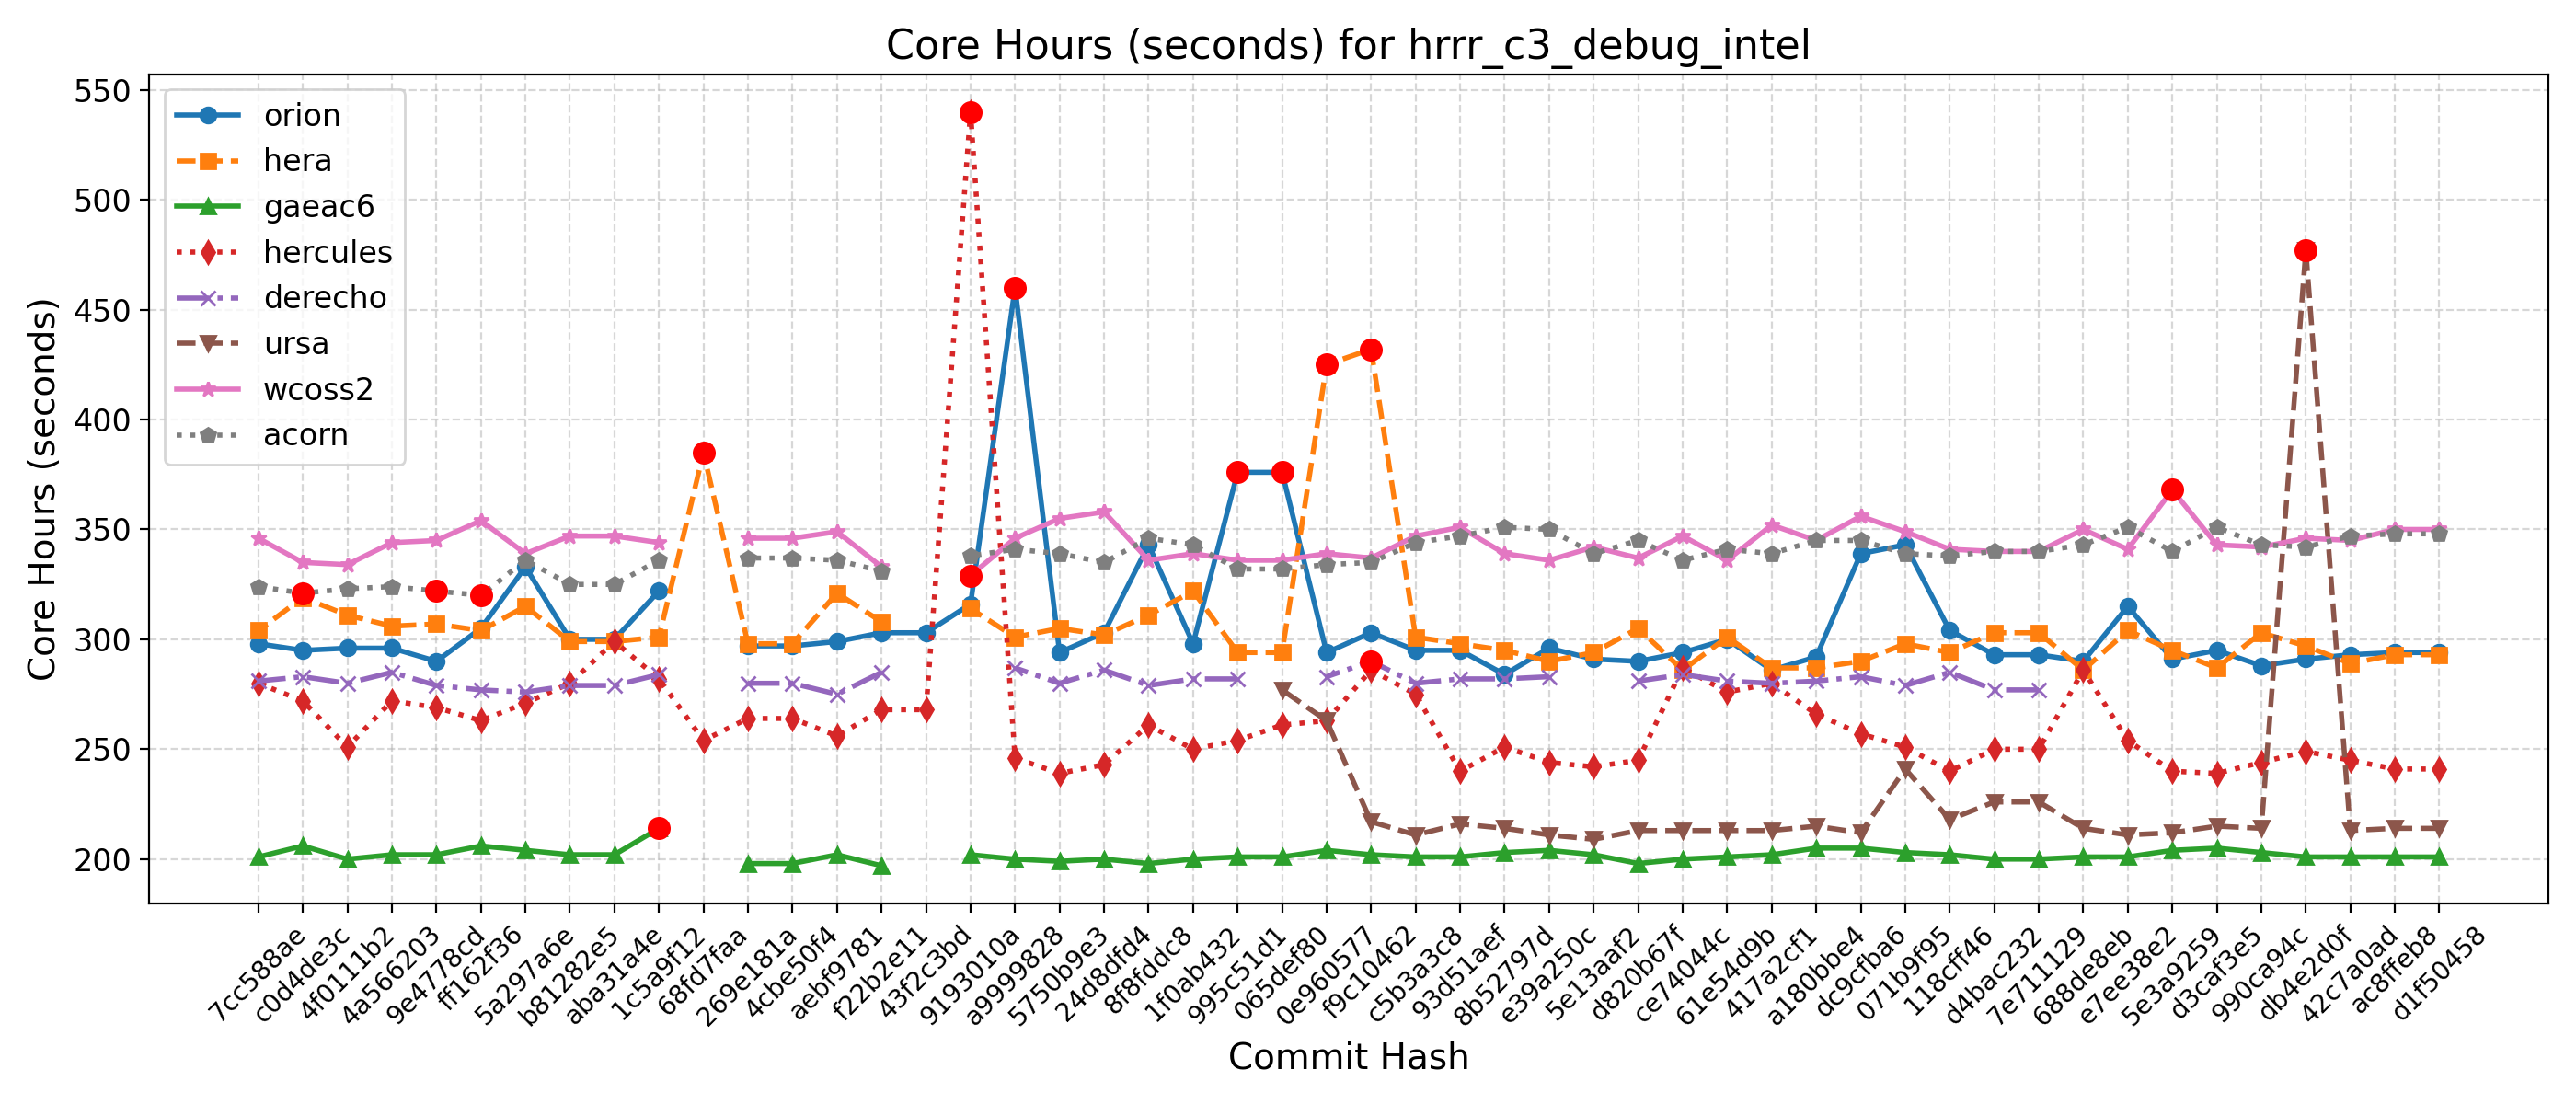 Core Hours (seconds) for hrrr_c3_debug_intel
Core Hours (seconds)
550
500
450
400
350
300
250
200
orion
hera
gaeac6
hercules
derecho
ursa
wcoss2
acorn
7cc588ae
c0d4de3c
4f0111b2
4a566203
9e4778cd
ff162f36
5a297a6e
b81282e5
aba31a4e
1c5a9f12
68fd7faa
269e181a
4cbe50f4
aebf9781
f22b2e11
43f2c3bd
9193010a
a9999828
5750b9e3
24d8dfd4
8f8fddc8
1f0ab432
995c51d1
065def80
0e960577
f9c10462
c5b3a3c8
93d51aef
8b52797d
e39a250c
5e13aaf2
d820b67f
ce74044c
61e54d9b
417a2cf1
a180bbe4
dc9cfba6
071b9f95
118cff46
d4bac232
7e711129
688de8eb
e7ee38e2
5e3a9259
d3caf3e5
990ca94c
db4e2d0f
42c7a0ad
ac8ffeb8
d1f50458
Commit Hash